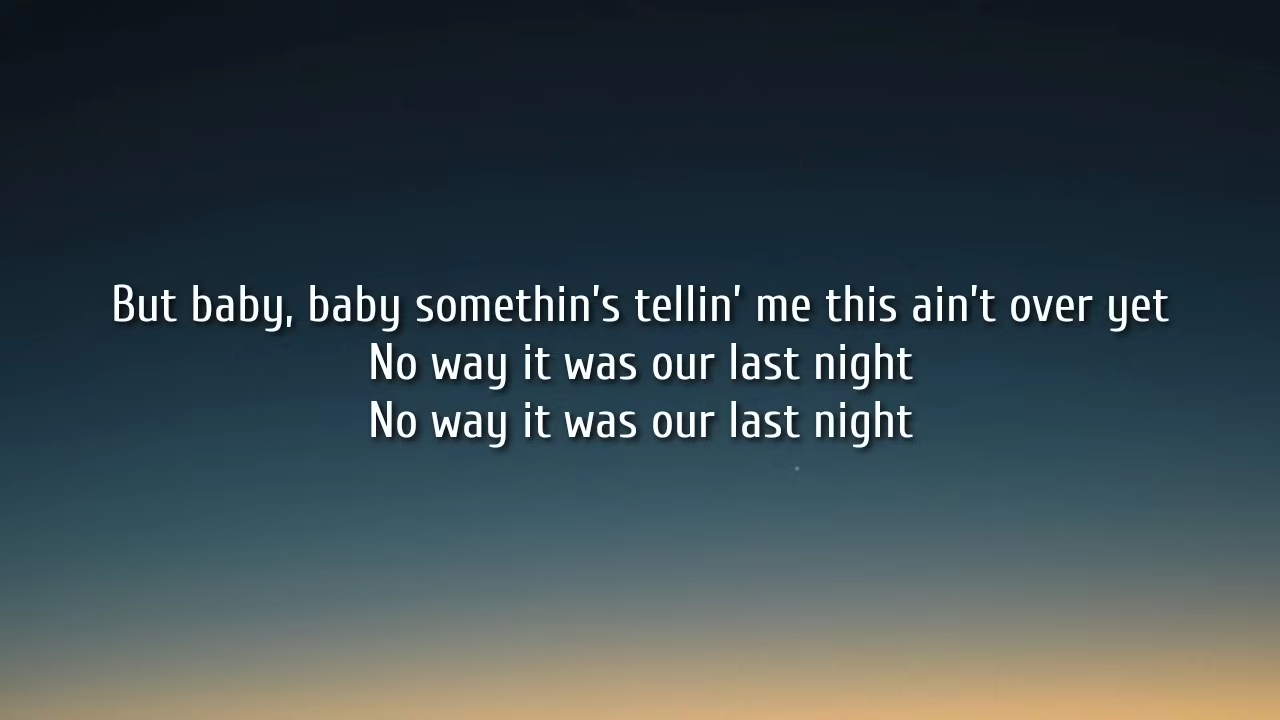 But baby, baby somethin's tellin' me this ain't over yet
No way it was our last night
No way it was our last night